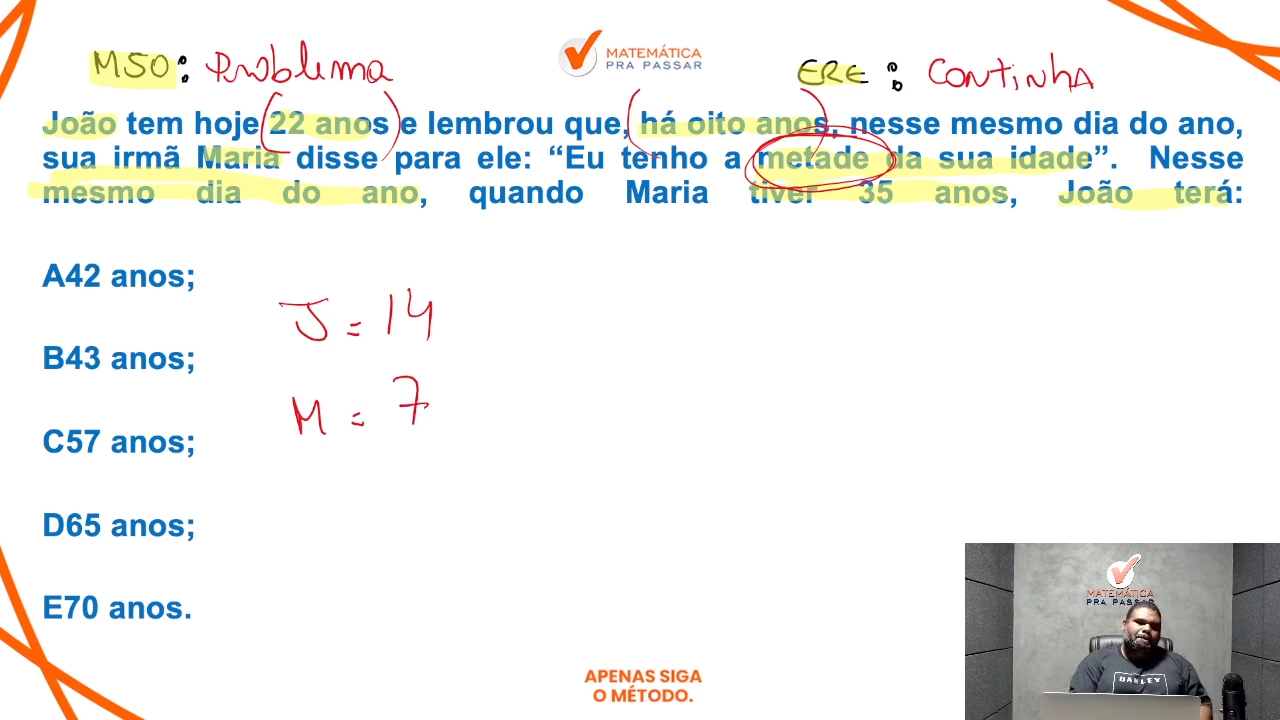 M50: Problema
MATEMÁTICA
PRA PASSAR
ERE: Continha
João tem hoje 22 anos e lembrou que, há oito anos, nesse mesmo dia do ano,
sua irmã Maria disse para ele: “Eu tenho a metade da sua idade”. Nesse
mesmo dia do ano, quando Maria tiver 35 anos, João terá:
A42 anos;
J = 14
B43 anos;
M = 7
C57 anos;
D65 anos;
E70 anos.
MATEMÁTICA
PRA PASSAR
OAKLEY
APENAS SIGA
O MÉTODO.